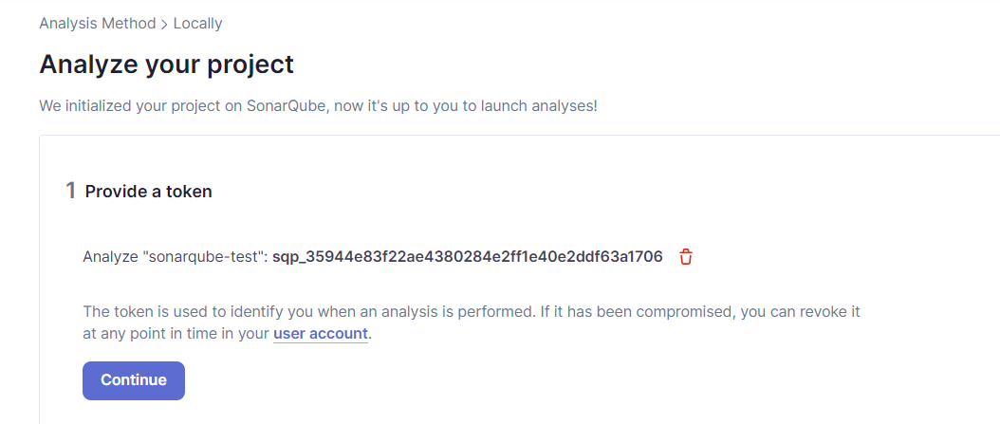 Analysis Method > Locally
Analyze your project
We initialized your project on SonarQube, now it's up to you to launch analyses!
1 Provide a token
Analyze "sonarqube-test": sqp_35944e83f22ae4380284e2ff1e40e2ddf63a1706
The token is used to identify you when an analysis is performed. If it has been compromised, you can revoke it
at any point in time in your user account.
Continue